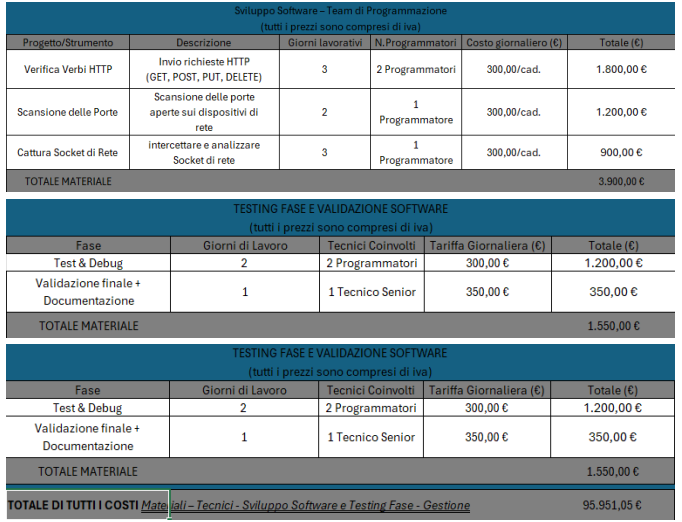 Sviluppo Software – Team di Programmazione
(tutti i prezzi sono compresi di iva)
Progetto/Strumento Descrizione Giorni lavorativi N.Programmatori Costo giornaliero (€) Totale (€)
Verifica Verbi HTTP Invio richieste HTTP (GET, POST, PUT, DELETE) 3 2 Programmatori 300,00/cad. 1.800,00 €
Scansione delle Porte Scansione delle porte aperte sui dispositivi di rete 2 1 Programmatore 300,00/cad. 1.200,00 €
Cattura Socket di Rete intercettare e analizzare Socket di rete 3 1 Programmatore 300,00/cad. 900,00 €
TOTALE MATERIALE 3.900,00 €
TESTING FASE E VALIDAZIONE SOFTWARE
(tutti i prezzi sono compresi di iva)
Fase Giorni di Lavoro Tecnici Coinvolti Tariffa Giornaliera (€) Totale (€)
Test & Debug 2 2 Programmatori 300,00 € 1.200,00 €
Validazione finale + Documentazione 1 1 Tecnico Senior 350,00 € 350,00 €
TOTALE MATERIALE 1.550,00 €
TESTING FASE E VALIDAZIONE SOFTWARE
(tutti i prezzi sono compresi di iva)
Fase Giorni di Lavoro Tecnici Coinvolti Tariffa Giornaliera (€) Totale (€)
Test & Debug 2 2 Programmatori 300,00 € 1.200,00 €
Validazione finale + Documentazione 1 1 Tecnico Senior 350,00 € 350,00 €
TOTALE MATERIALE 1.550,00 €
TOTALE DI TUTTI I COSTI Materiali – Tecnici - Sviluppo Software e Testing Fase - Gestione 95.951,05 €